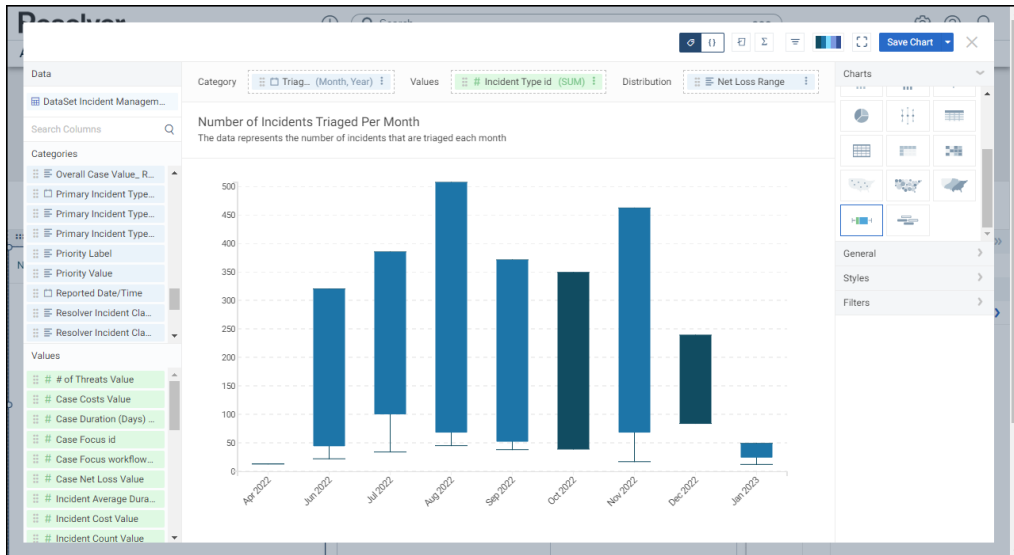 Save Chart
Data
Category
Triag... (Month, Year)
Values
# Incident Type id (SUM)
Distribution
Net Loss Range
Charts
DataSet Incident Managem...
Search Columns
Number of Incidents Triaged Per Month
The data represents the number of incidents that are triaged each month
Categories
Overall Case Value_ R...
Primary Incident Type...
Primary Incident Type...
Primary Incident Type...
Priority Label
Priority Value
Reported Date/Time
Resolver Incident Cla...
Resolver Incident Cla...
Values
# # of Threats Value
# Case Costs Value
# Case Duration (Days) ...
# Case Focus id
# Case Focus workflow...
# Case Net Loss Value
# Incident Average Dura...
# Incident Cost Value
# Incident Count Value
500
450
400
350
300
250
200
150
100
50
0
Apr 2022
Jun 2022
Jul 2022
Aug 2022
Sep 2022
Oct 2022
Nov 2022
Dec 2022
Jan 2023
General
Styles
Filters